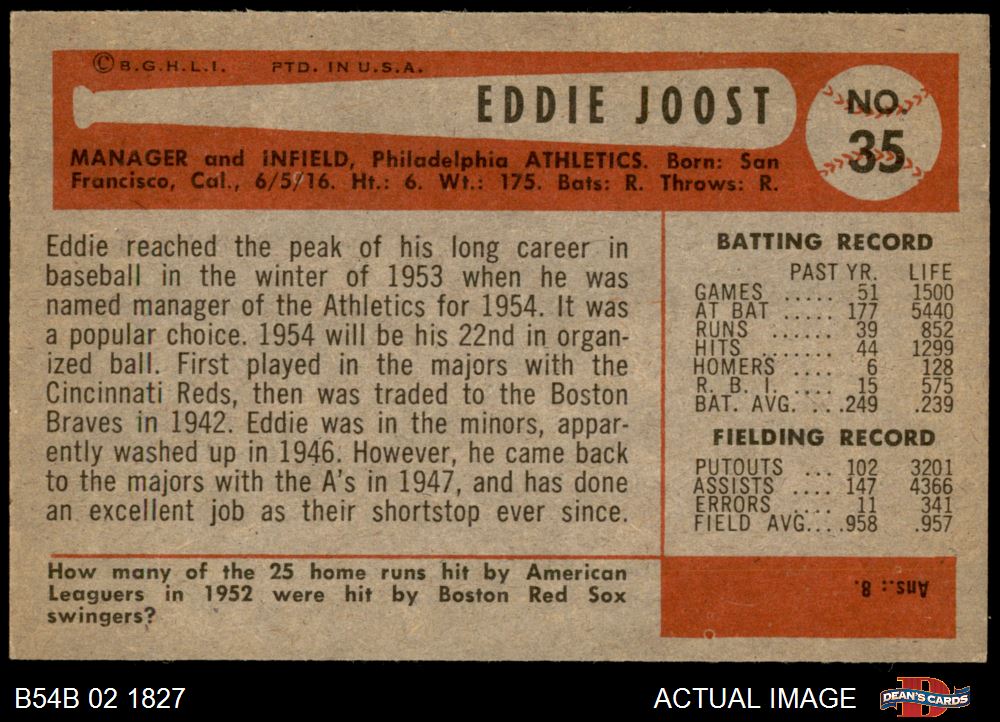 © B.G.H.L.I. PTD. IN U.S.A.
EDDIE JOOST
NO.
35
MANAGER and INFIELD, Philadelphia ATHLETICS. Born: San
Francisco, Cal., 6/5/16. Ht.: 6. Wt.: 175. Bats: R. Throws: R.
Eddie reached the peak of his long career in
baseball in the winter of 1953 when he was
named manager of the Athletics for 1954. It was
a popular choice. 1954 will be his 22nd in organ-
ized ball. First played in the majors with the
Cincinnati Reds, then was traded to the Boston
Braves in 1942. Eddie was in the minors, appar-
ently washed up in 1946. However, he came back
to the majors with the A's in 1947, and has done
an excellent job as their shortstop ever since.
BATTING RECORD
PAST YR. LIFE
GAMES ..... 51 1500
AT BAT ..... 177 5440
RUNS ...... 39 852
HITS ....... 44 1299
HOMERS .... 6 128
R. B. I. .... 15 575
BAT. AVG. ... .249 .239
FIELDING RECORD
PUTOUTS ... 102 3201
ASSISTS .... 147 4366
ERRORS .... 11 341
FIELD AVG. ... .958 .957
How many of the 25 home runs hit by American
Leaguers in 1952 were hit by Boston Red Sox
swingers?
Ans.: 8.
B54B 02 1827
ACTUAL IMAGE
D
DEAN'S CARDS